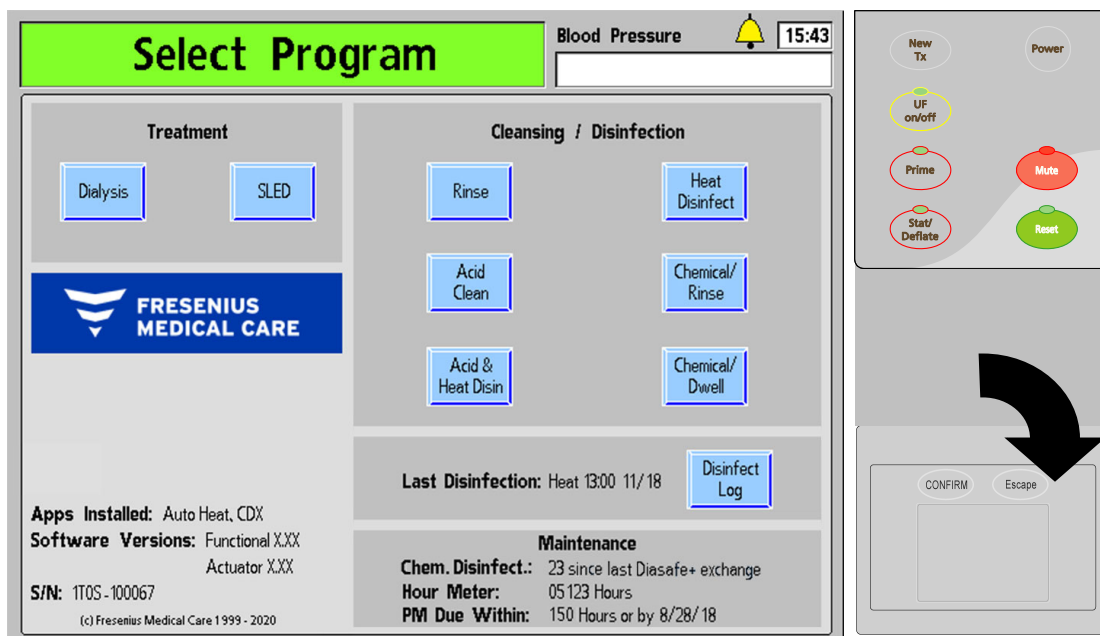 Select Program
Blood Pressure
15:43
Treatment
Dialysis
SLED
FRESENIUS
MEDICAL CARE
Apps Installed: Auto Heat, CDX
Software Versions: Functional X.XX
Actuator X.XX
S/N: 1T0S-100067
(c) Fresenius Medical Care 1999 - 2020
Cleansing / Disinfection
Rinse
Heat
Disinfect
Acid
Clean
Chemical/
Rinse
Acid &
Heat Disin
Chemical/
Dwell
Last Disinfection: Heat 13:00 11/18
Disinfect
Log
Maintenance
Chem. Disinfect.: 23 since last Diasafe+ exchange
Hour Meter: 05123 Hours
PM Due Within: 150 Hours or by 8/28/18
New
Tx
Power
UF
on/off
Prime
Mute
Stat/
Deflate
Reset
CONFIRM
Escape